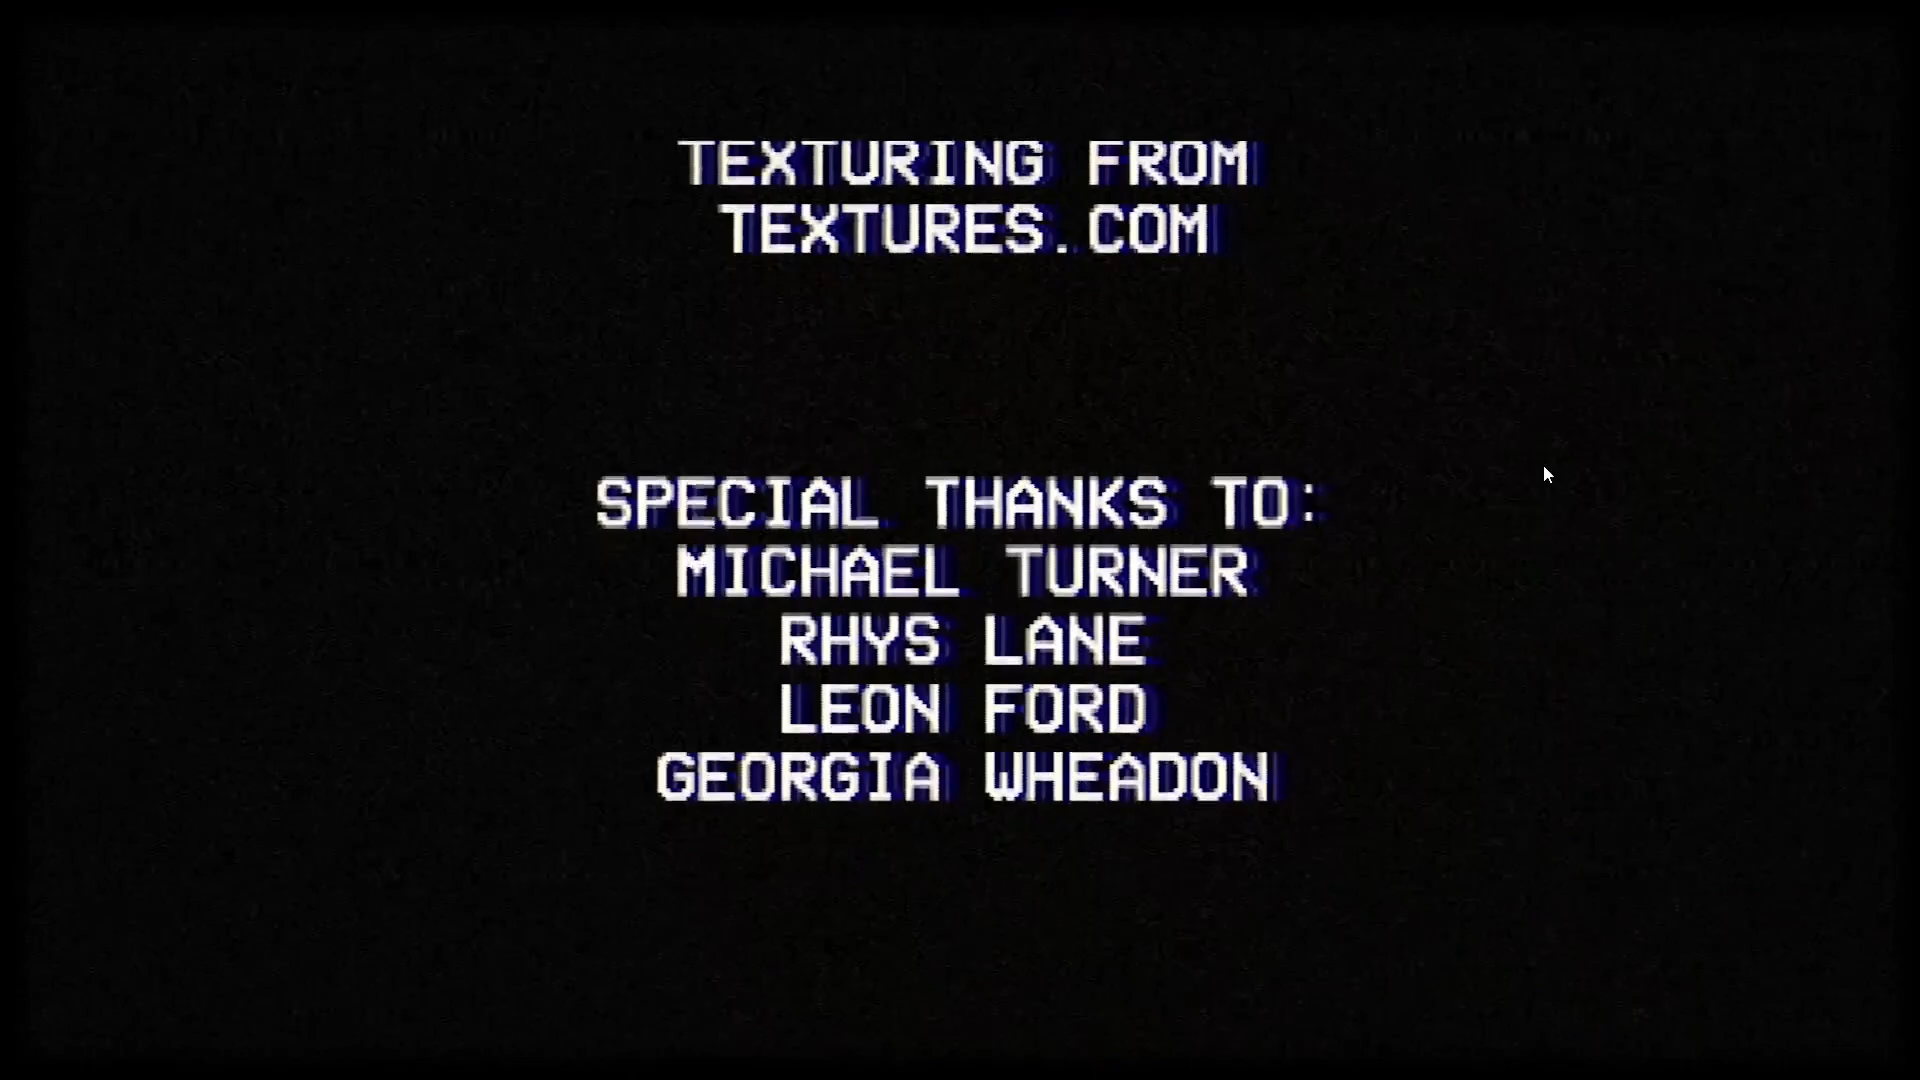 TEXTURING FROM
TEXTURES.COM
SPECIAL THANKS TO:
MICHAEL TURNER
RHYS LANE
LEON FORD
GEORGIA WHEADON